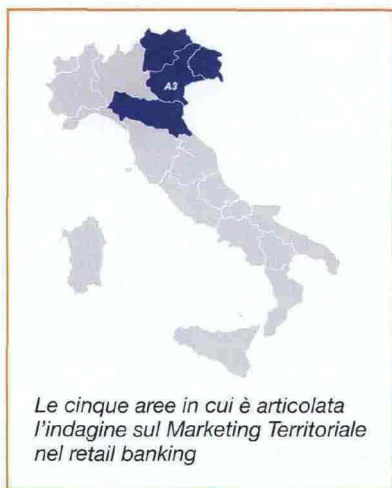 A3
Le cinque aree in cui è articolata
l'indagine sul Marketing Territoriale
nel retail banking